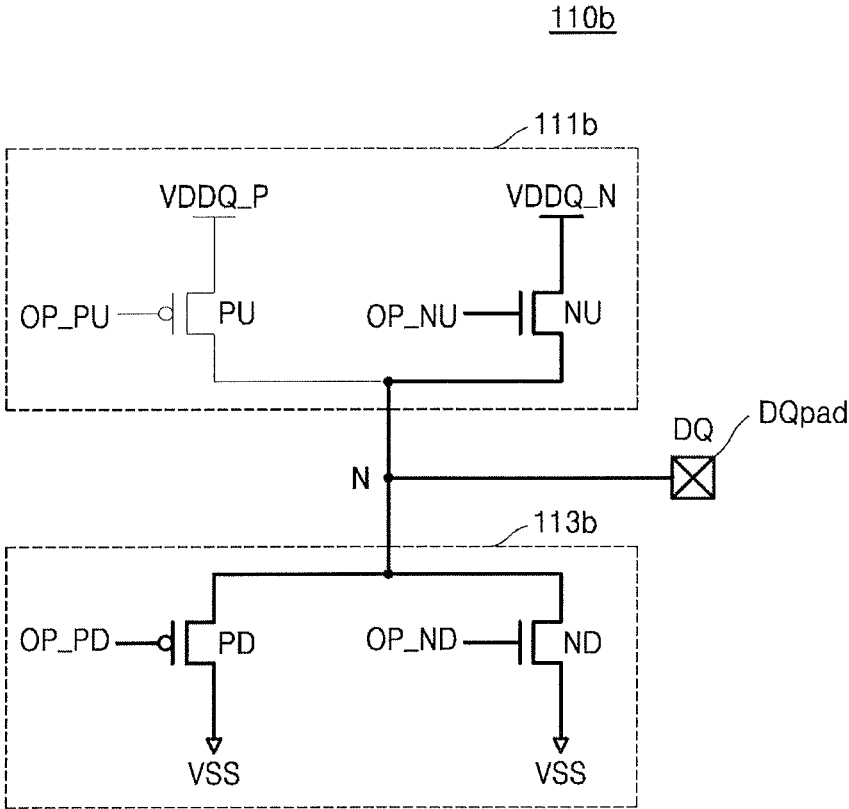 110b
111b
VDDQ_P
VDDQ_N
OP_PU
PU
OP_NU
NU
DQ
DQpad
N
113b
OP_PD
PD
OP_ND
ND
VSS
VSS